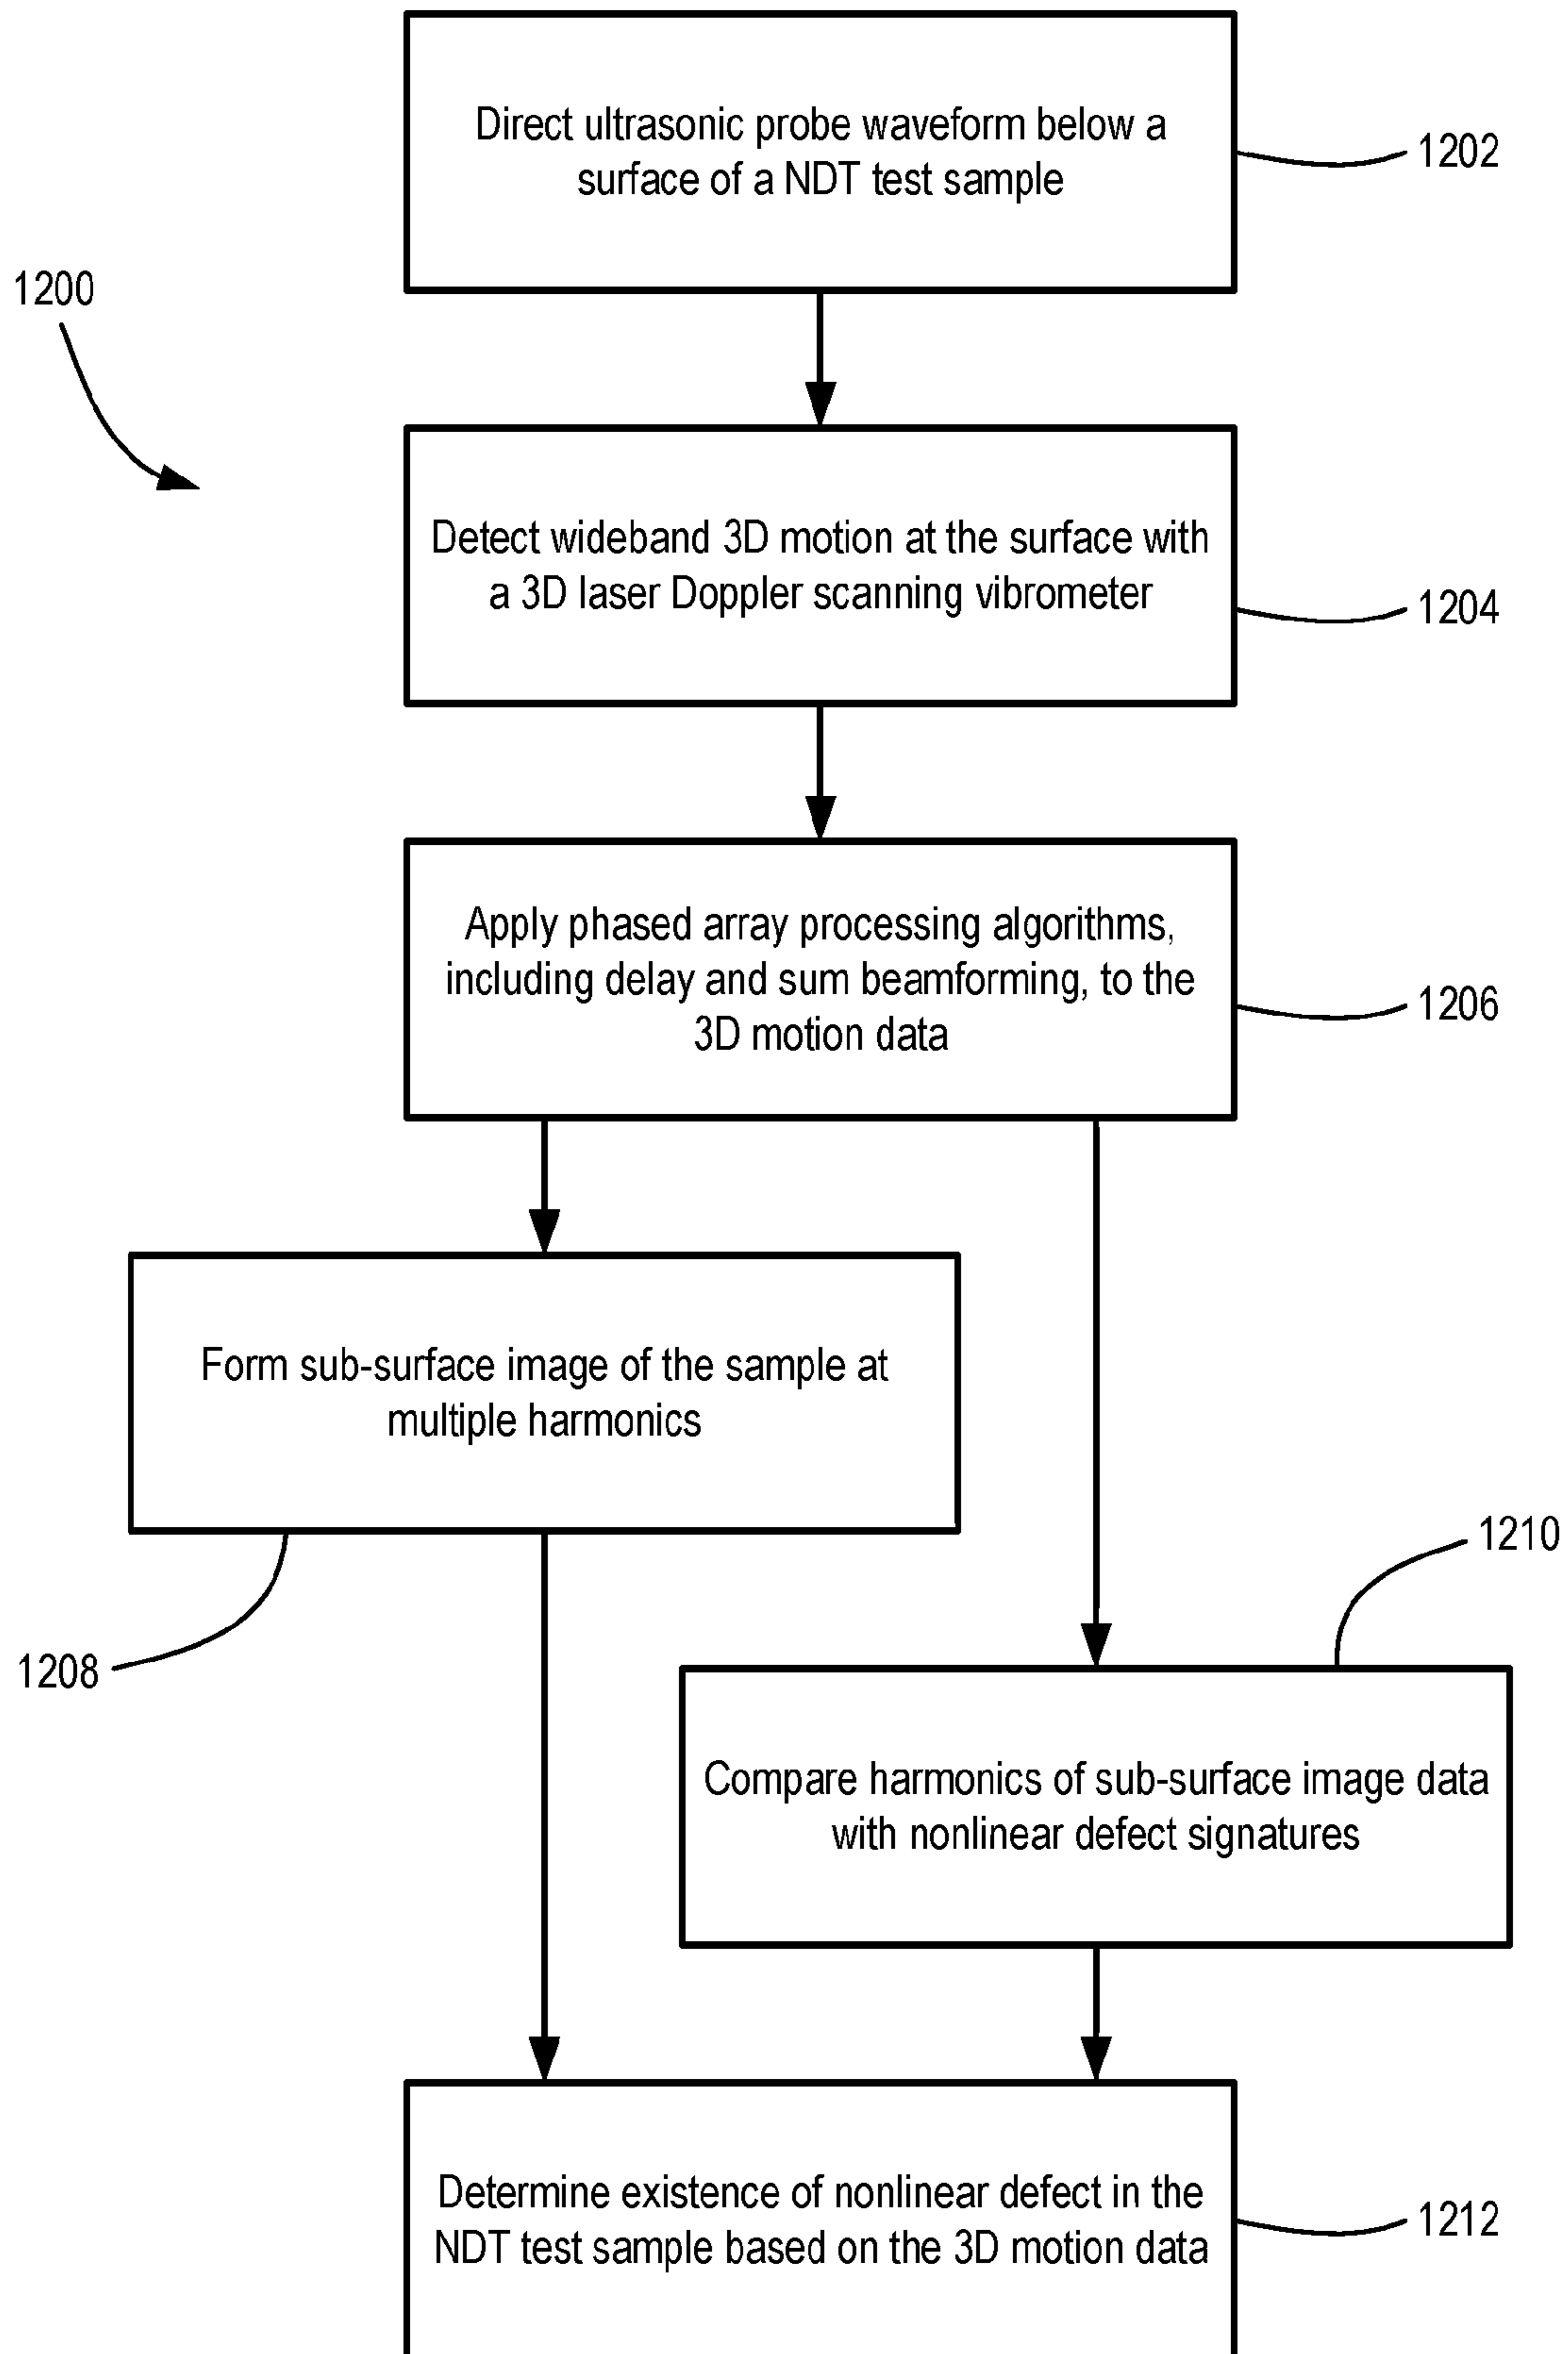 Direct ultrasonic probe waveform below a
surface of a NDT test sample
1202
1200
Detect wideband 3D motion at the surface with
a 3D laser Doppler scanning vibrometer
1204
Apply phased array processing algorithms,
including delay and sum beamforming, to the
3D motion data
1206
Form sub-surface image of the sample at
multiple harmonics
1208
1210
Compare harmonics of sub-surface image data
with nonlinear defect signatures
Determine existence of nonlinear defect in the
NDT test sample based on the 3D motion data
1212